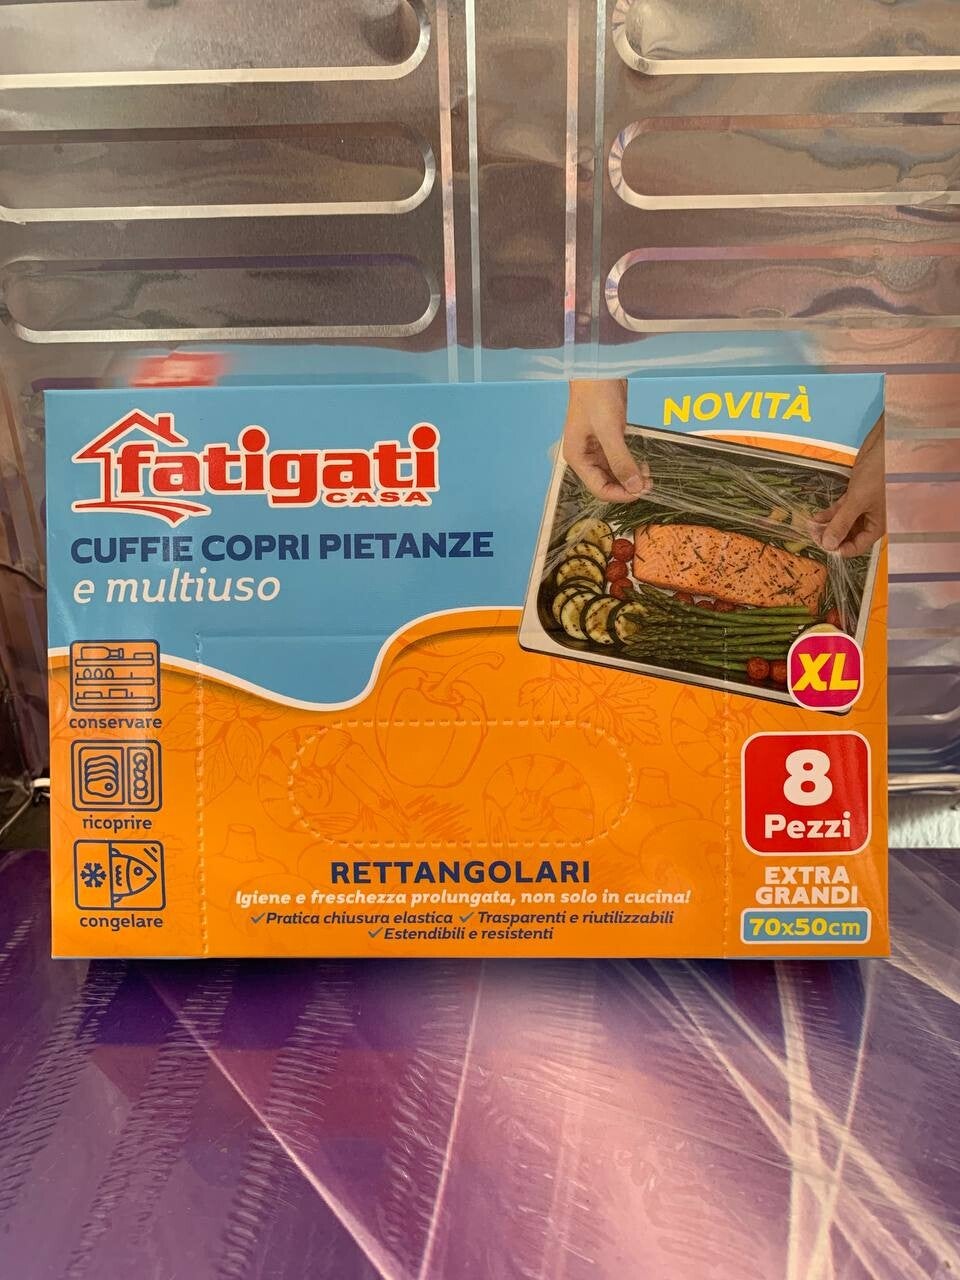 NOVITÀ
fatigati
CASA
CUFFIE COPRI PIETANZE
e multiuso
XL
conservare
ricoprire
congelare
8
Pezzi
EXTRA
GRANDI
70x50cm
RETTANGOLARI
Igiene e freschezza prolungata, non solo in cucina!
✓Pratica chiusura elastica ✓Trasparenti e riutilizzabili
✓Estendibili e resistenti